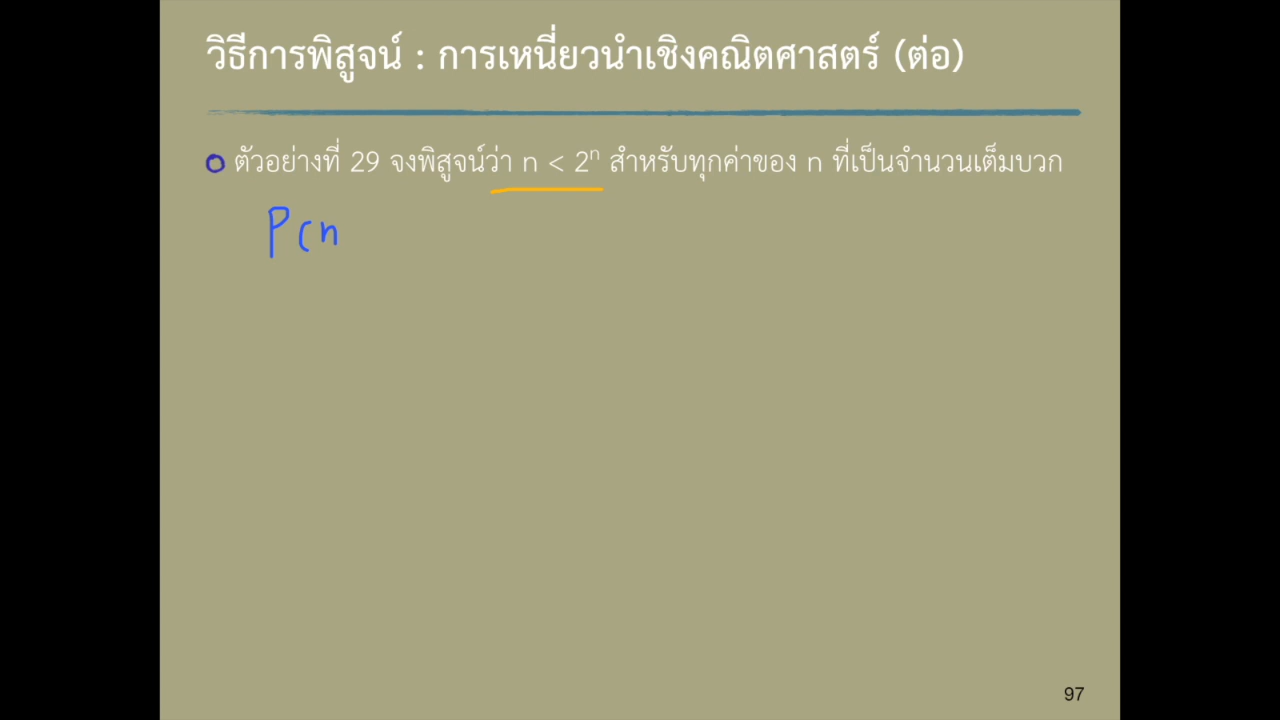 วิธีการพิสูจน์ : การเหนี่ยวนำเชิงคณิตศาสตร์ (ต่อ)
ตัวอย่างที่ 29 จงพิสูจน์ว่า n < 2ⁿ สำหรับทุกค่าของ n ที่เป็นจำนวนเต็มบวก
P(n
97